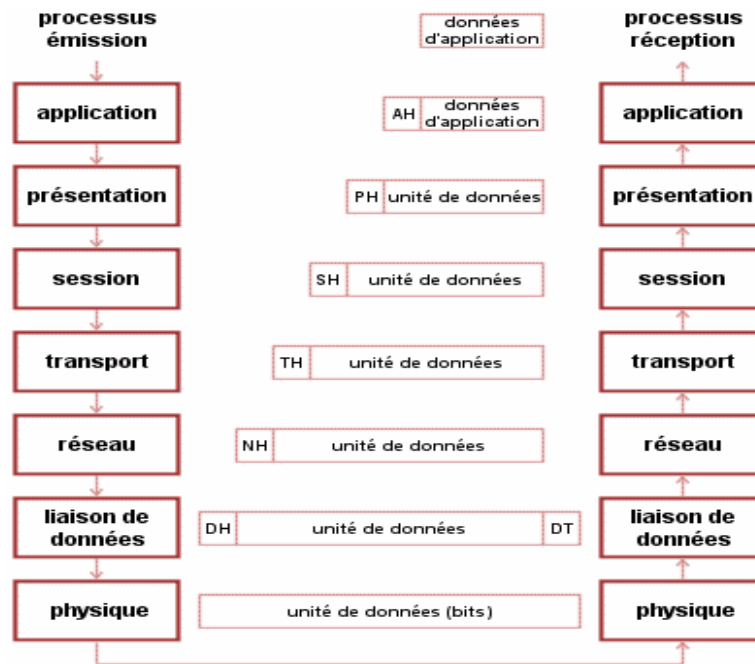 processus
émission
données
d'application
processus
réception
application
AH
données
d'application
application
présentation
PH
unité de données
présentation
session
SH
unité de données
session
transport
TH
unité de données
transport
réseau
NH
unité de données
réseau
liaison de
données
DH
unité de données
DT
liaison de
données
physique
unité de données (bits)
physique